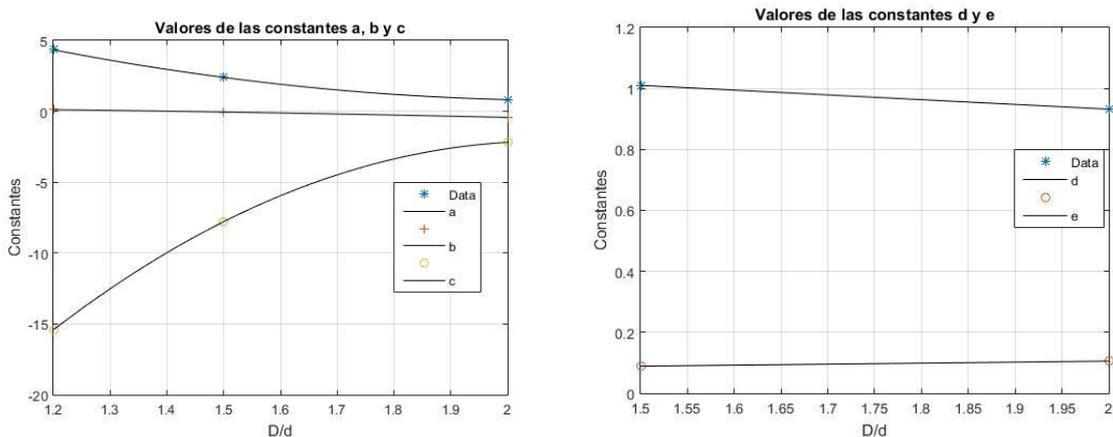 Valores de las constantes a, b y c
5
0
-5
-10
-15
-20
Constantes
1.2
1.3
1.4
1.5
1.6
1.7
1.8
1.9
2
D/d
Data
a
b
c
Valores de las constantes d y e
1.2
1
0.8
0.6
0.4
0.2
0
Constantes
1.5
1.55
1.6
1.65
1.7
1.75
1.8
1.85
1.9
1.95
2
D/d
Data
d
e